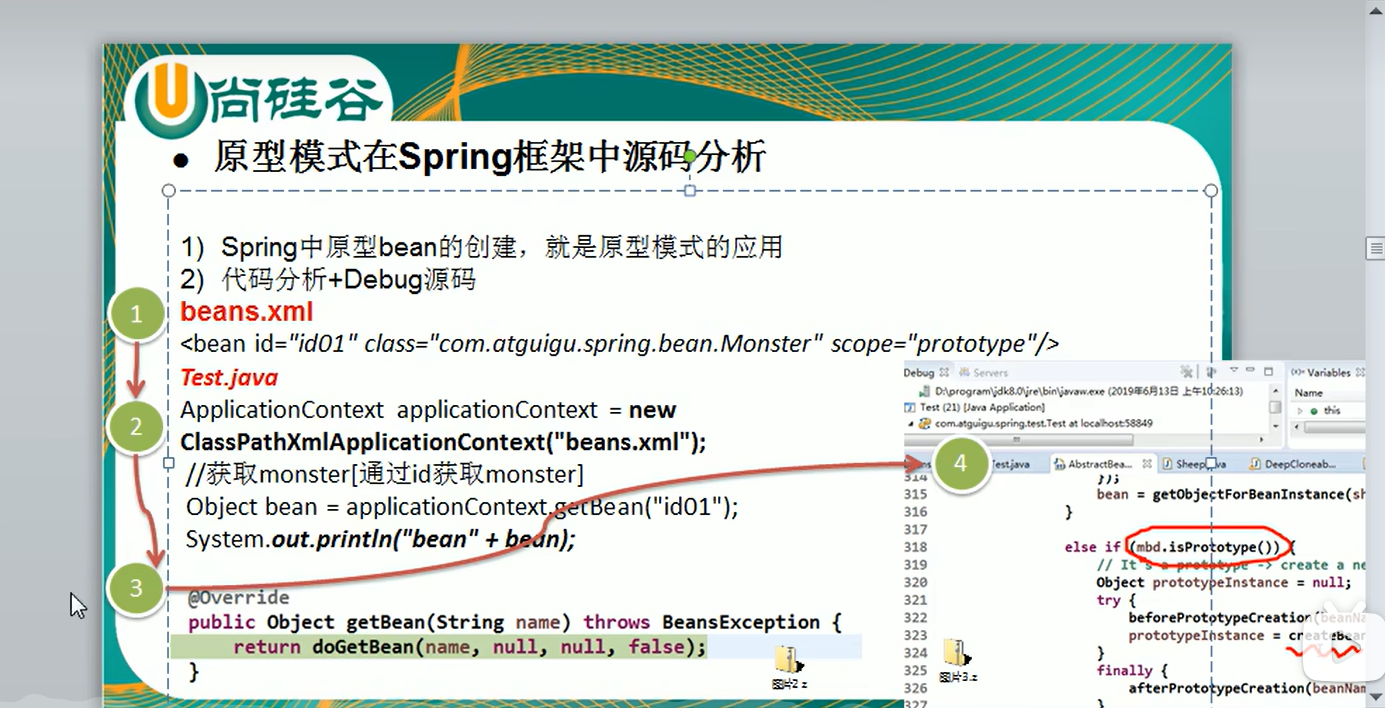 尚硅谷
● 原型模式在Spring框架中源码分析
1) Spring中原型bean的创建，就是原型模式的应用
2) 代码分析+Debug源码
1
beans.xml
<bean id="id01" class="com.atguigu.spring.bean.Monster" scope="prototype"/>
Test.java
2
ApplicationContext applicationContext = new
ClassPathXmlApplicationContext("beans.xml");
//获取monster[通过id获取monster]
Object bean = applicationContext.getBean("id01");
System.out.println("bean" + bean);
3
@Override
public Object getBean(String name) throws BeansException {
return doGetBean(name, null, null, false);
}
图片2.z
4
Debug Servers
D:\program\jdk8.0\jre\bin\javaw.exe (2019年6月13日 上午10:26:13)
Test (21) [Java Application]
com.atguigu.spring.test.Test at localhost:58849
Variables
Name
this
Test.java AbstractBea... DeepCloneab...
314 });
315 bean = getObjectForBeanInstance(sh
316 }
317
318 else if (mbd.isPrototype()) {
319 // It's a prototype -> create a ne
320 Object prototypeInstance = null;
321 try {
322 beforePrototypeCreation(beanN
323 prototypeInstance = createBean
324 }
325 finally {
326 afterPrototypeCreation(beanNam
327 }
图片3.z